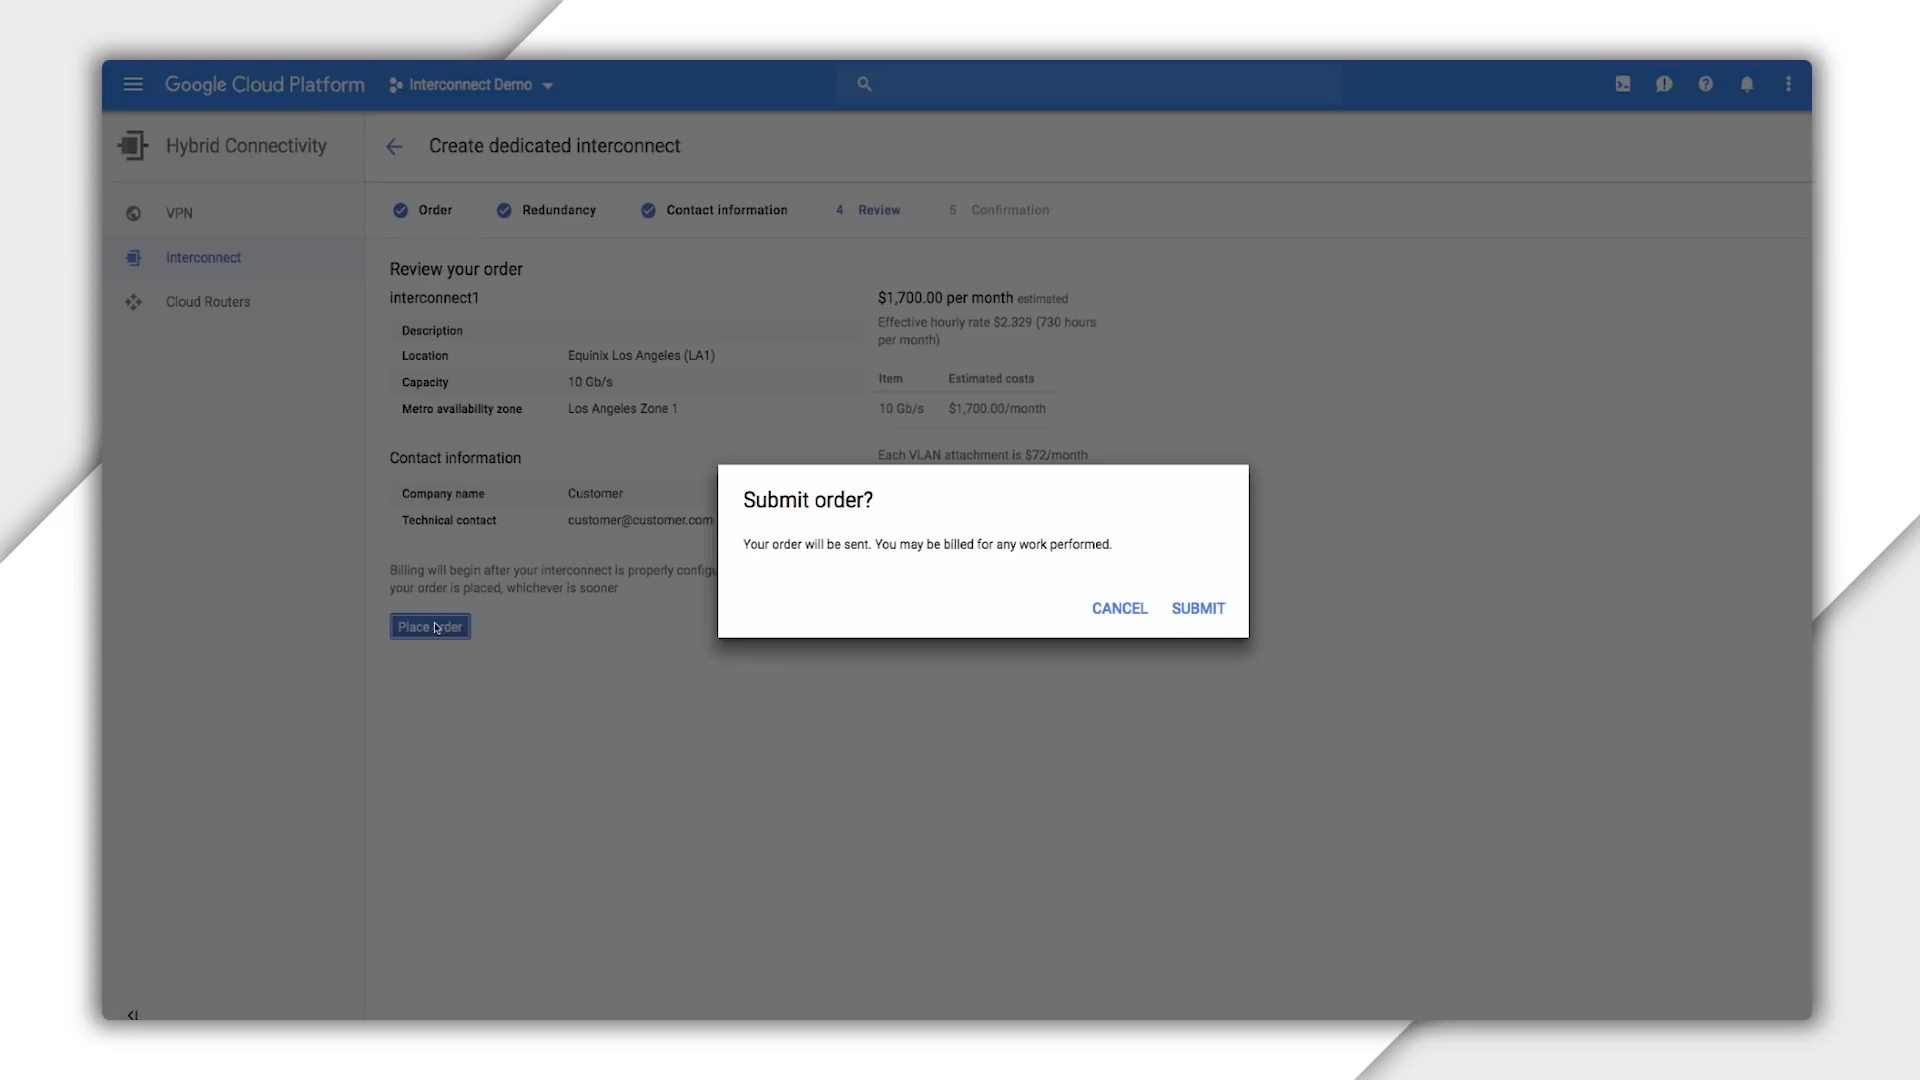 Google Cloud Platform Interconnect Demo
Hybrid Connectivity
Create dedicated interconnect
VPN
Interconnect
Cloud Routers
Order Redundancy Contact information 4 Review 5 Confirmation
Review your order
interconnect1
Description
Location Equinix Los Angeles (LA1)
Capacity 10 Gb/s
Metro availability zone Los Angeles Zone 1
$1,700.00 per month estimated
Effective hourly rate $2.329 (730 hours
per month)
Item Estimated costs
10 Gb/s $1,700.00/month
Each VLAN attachment is $72/month
Contact information
Company name Customer
Technical contact customer@customer.com
Billing will begin after your interconnect is properly
your order is placed, whichever is sooner
Place order
Submit order?
Your order will be sent. You may be billed for any work performed.
CANCEL SUBMIT